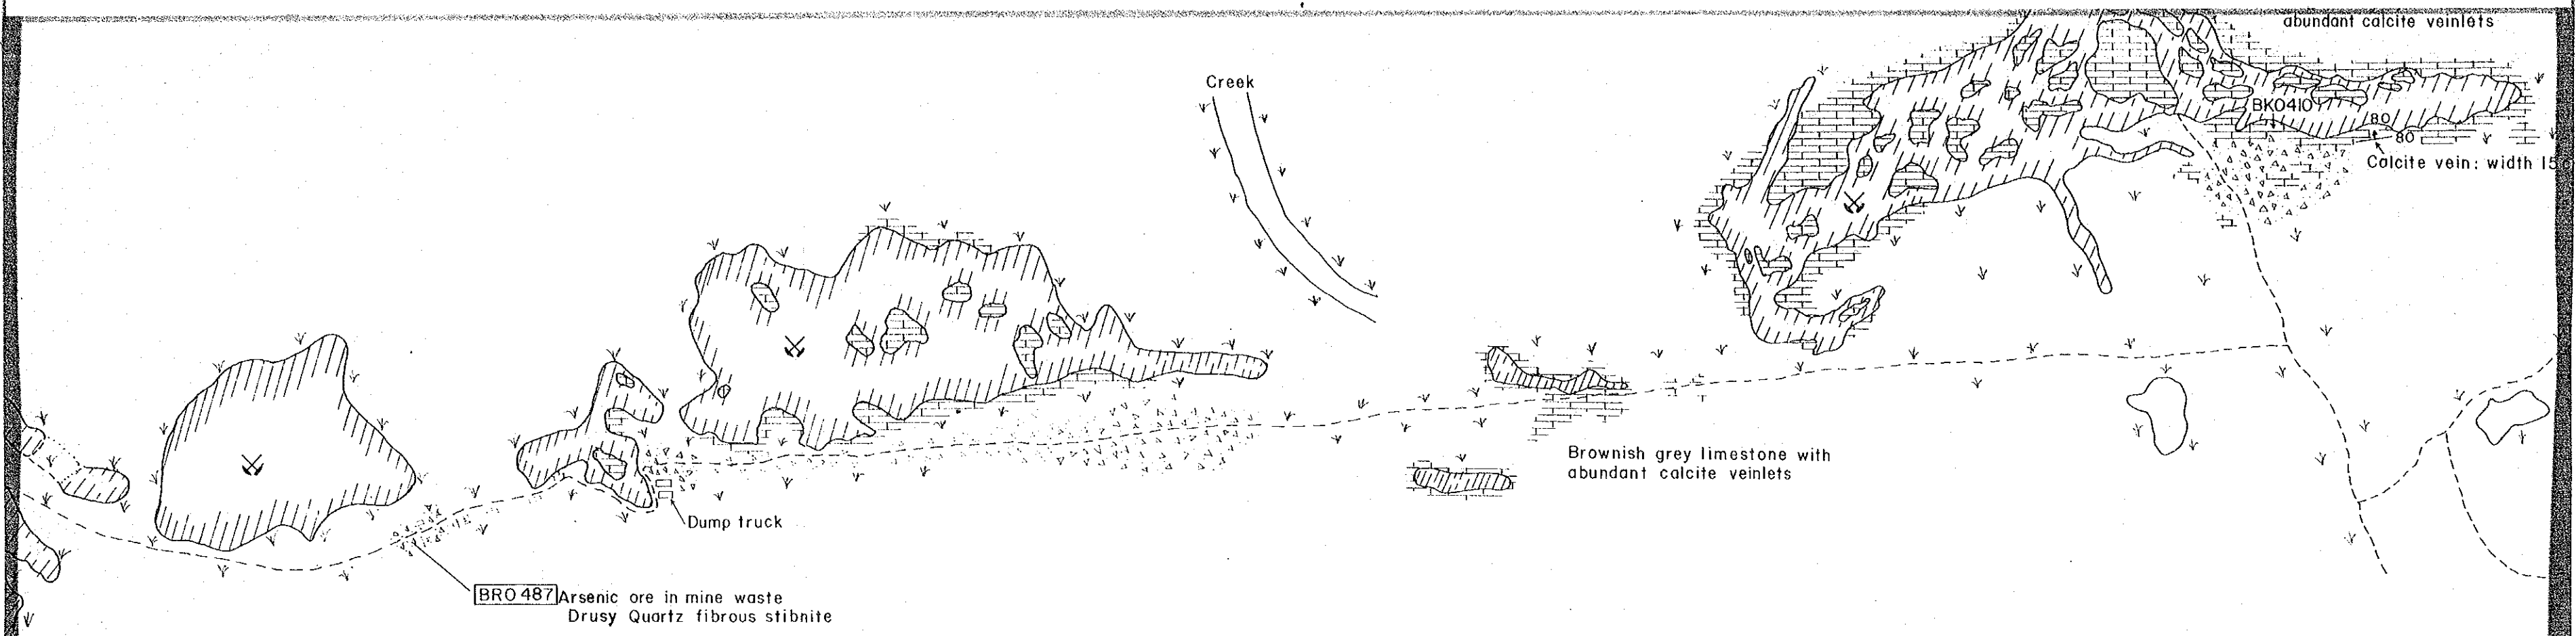 abundant calcite veinlets
Creek
BK0410
80
80
Calcite vein: width 15
Brownish grey limestone with
abundant calcite veinlets
Dump truck
BRO 487 Arsenic ore in mine waste
Drusy Quartz fibrous stibnite